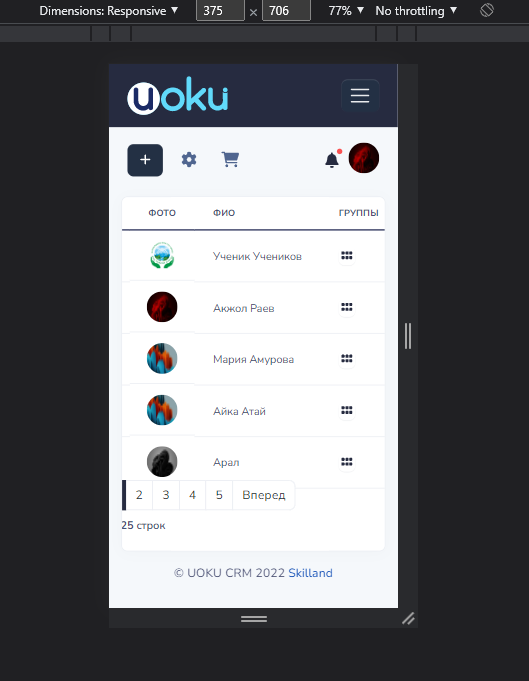 Dimensions: Responsive ▼ 375 × 706 77% ▼ No throttling ▼
uoku
+
ФОТО ФИО ГРУППЫ
Ученик Учеников
Акжол Раев
Мария Амурова
Айка Атай
Арал
2 3 4 5 Вперед
25 строк
© UOKU CRM 2022 Skilland